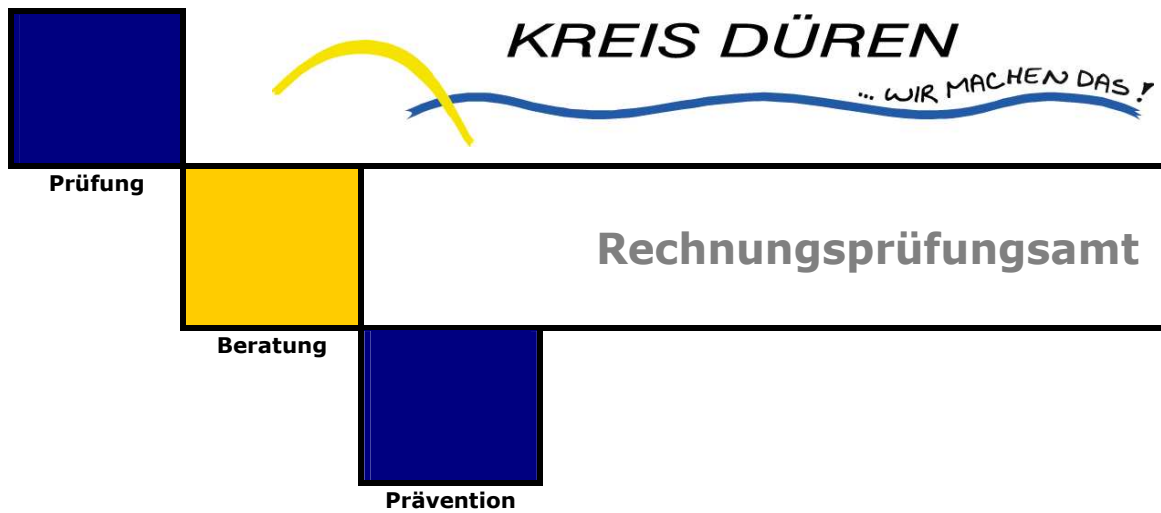 KREIS DÜREN
... WIR MACHEN DAS!
Prüfung
Rechnungsprüfungsamt
Beratung
Prävention